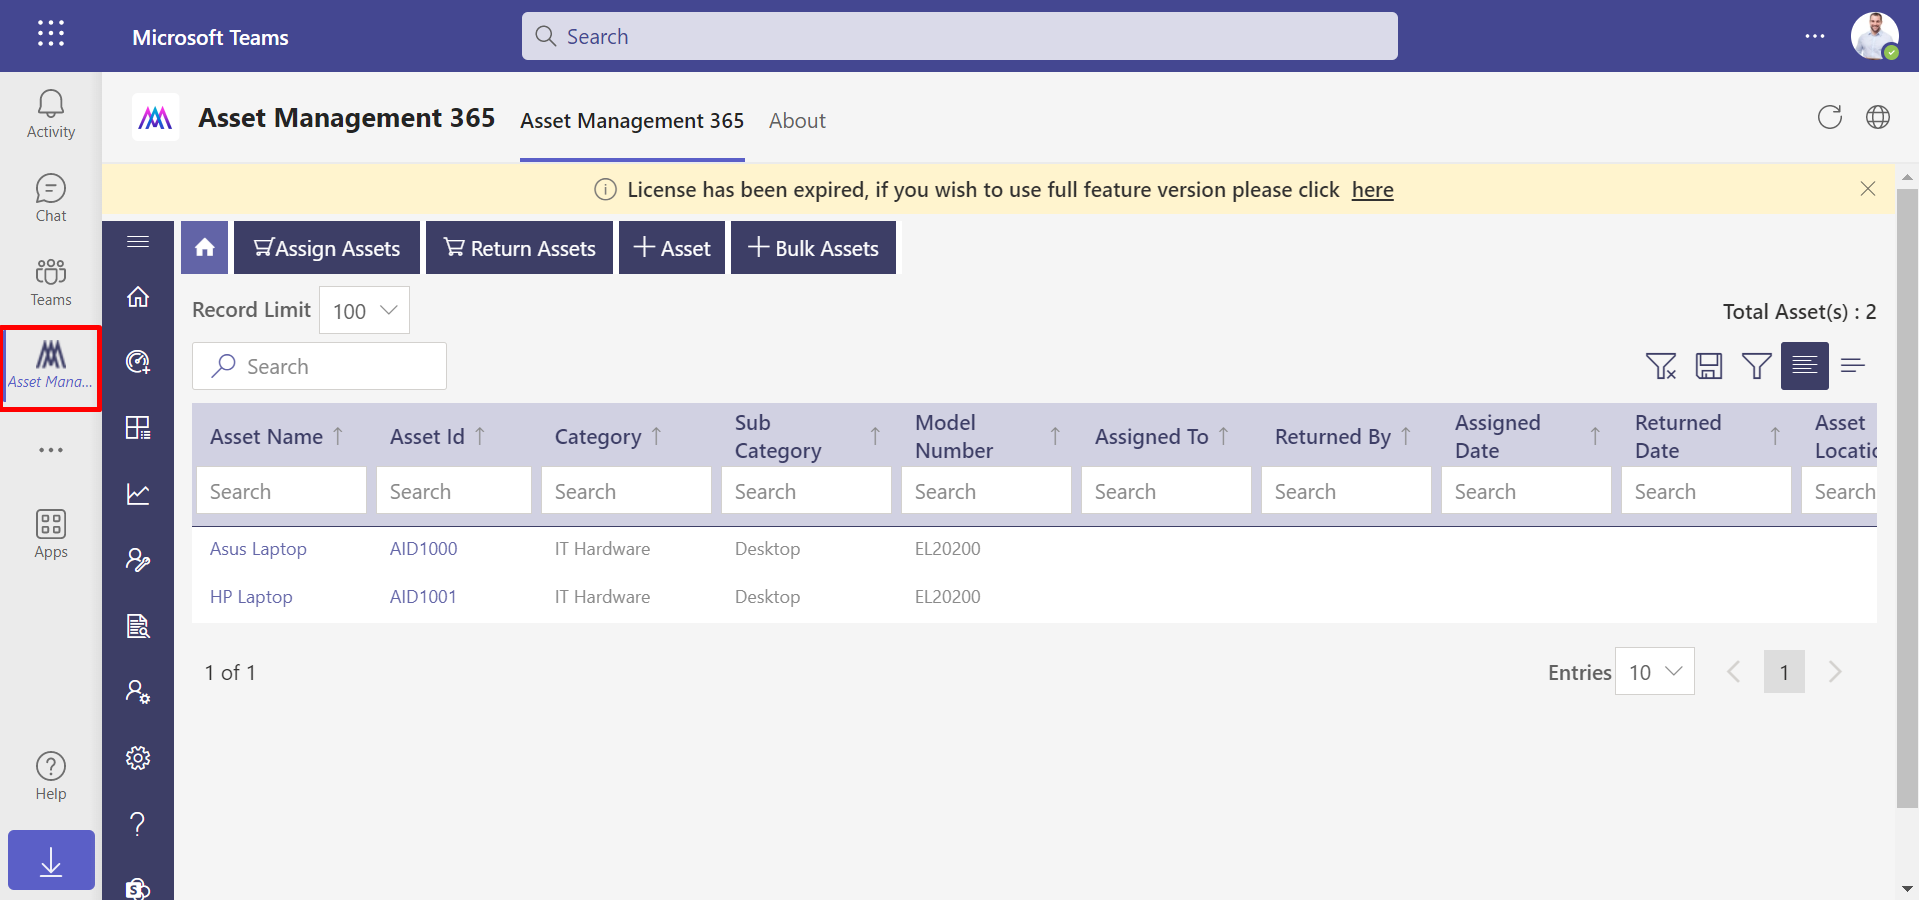 Microsoft Teams
Search
Activity
Chat
Teams
Asset Mana...
Apps
Help
Asset Management 365
Asset Management 365
About
License has been expired, if you wish to use full feature version please click here
Assign Assets
Return Assets
Asset
Bulk Assets
Record Limit
100
Total Asset(s) : 2
Search
Asset Name
Asset Id
Category
Sub Category
Model Number
Assigned To
Returned By
Assigned Date
Returned Date
Asset
Search Search Search Search Search Search Search Search Search Search
Asus Laptop AID1000 IT Hardware Desktop EL20200
HP Laptop AID1001 IT Hardware Desktop EL20200
1 of 1
Entries 10
1